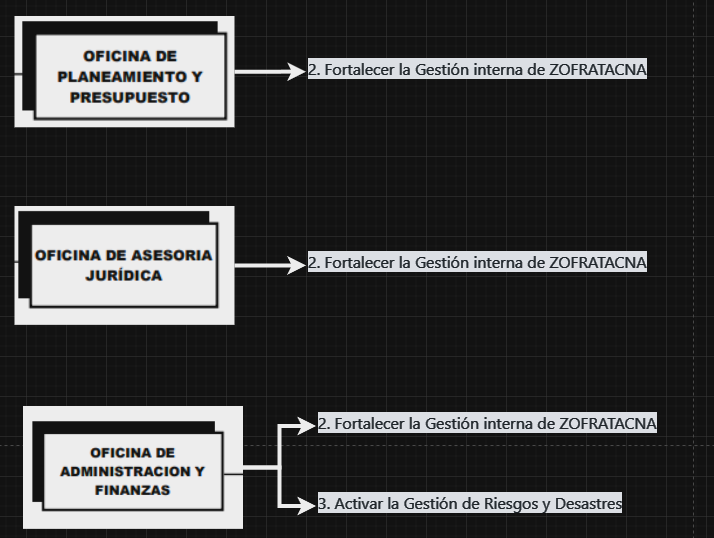 OFICINA DE
PLANEAMIENTO Y
PRESUPUESTO
2. Fortalecer la Gestión interna de ZOFRATACNA
OFICINA DE ASESORIA
JURÍDICA
2. Fortalecer la Gestión interna de ZOFRATACNA
OFICINA DE
ADMINISTRACION Y
FINANZAS
2. Fortalecer la Gestión interna de ZOFRATACNA
3. Activar la Gestión de Riesgos y Desastres